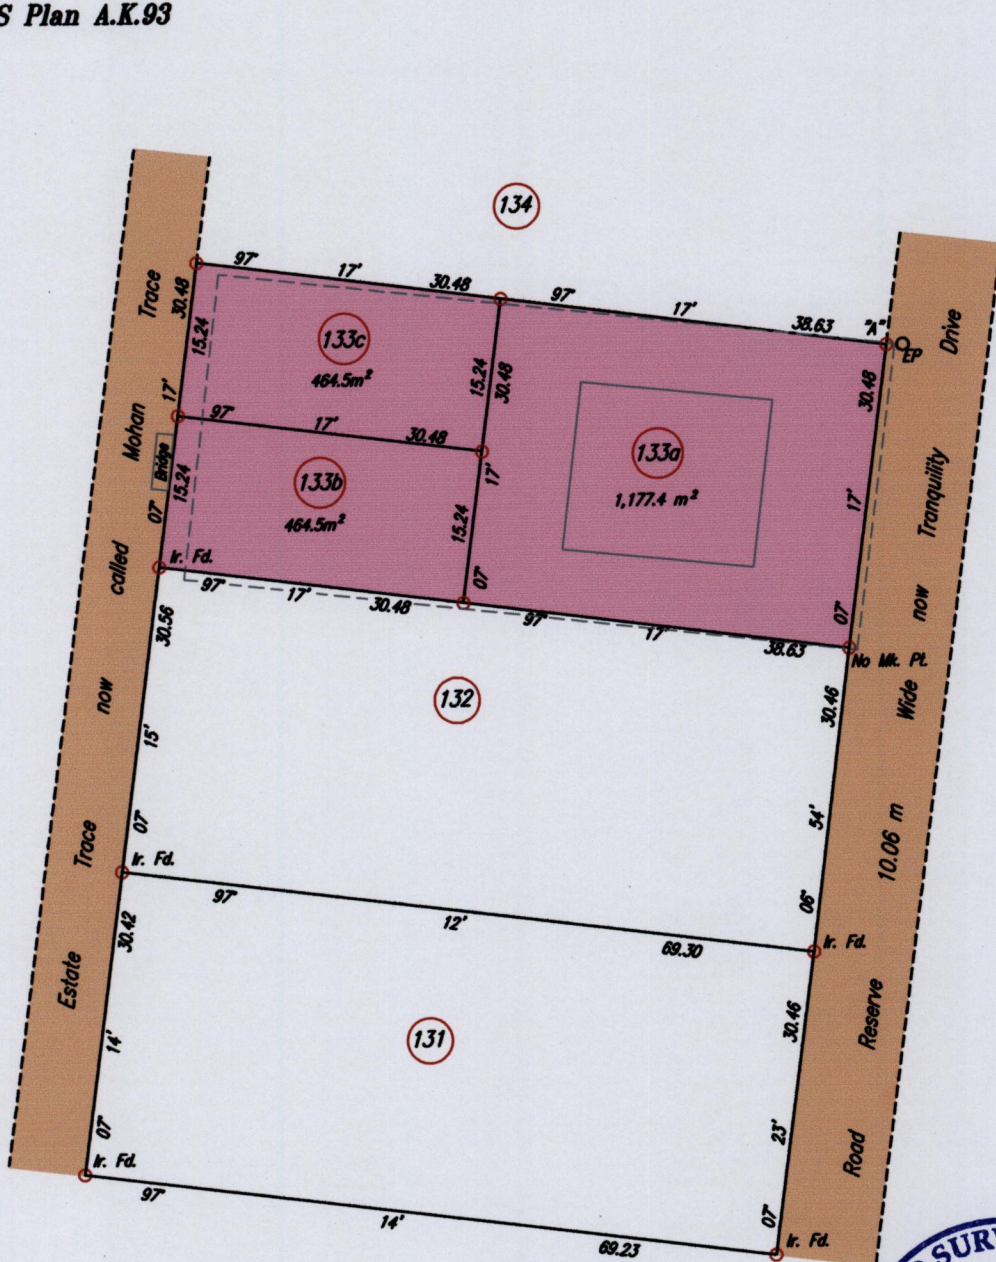 S Plan A.K.93
134
97' 17' 30.48
97' 17' 38.63
"A"
EP
30.48
15.24
133c
464.5m²
15.24
30.48
17'
97' 17' 30.48
133a
1,177.4 m²
30.48
17'
07'
Bridge
15.24
07'
133b
464.5m²
15.24
17'
07'
Ir. Fd.
97' 17' 30.48
97' 17' 38.63
No Mk. Pt.
30.56
15'
07'
132
30.46
54'
06'
Ir. Fd.
97' 12' 69.30
Ir. Fd.
30.42
14'
07'
131
30.46
23'
07'
Ir. Fd.
97' 14' 69.23
Ir. Fd.
Estate Trace now called Mohan Trace
Road Reserve 10.06 m Wide now Tranquility Drive
SUR